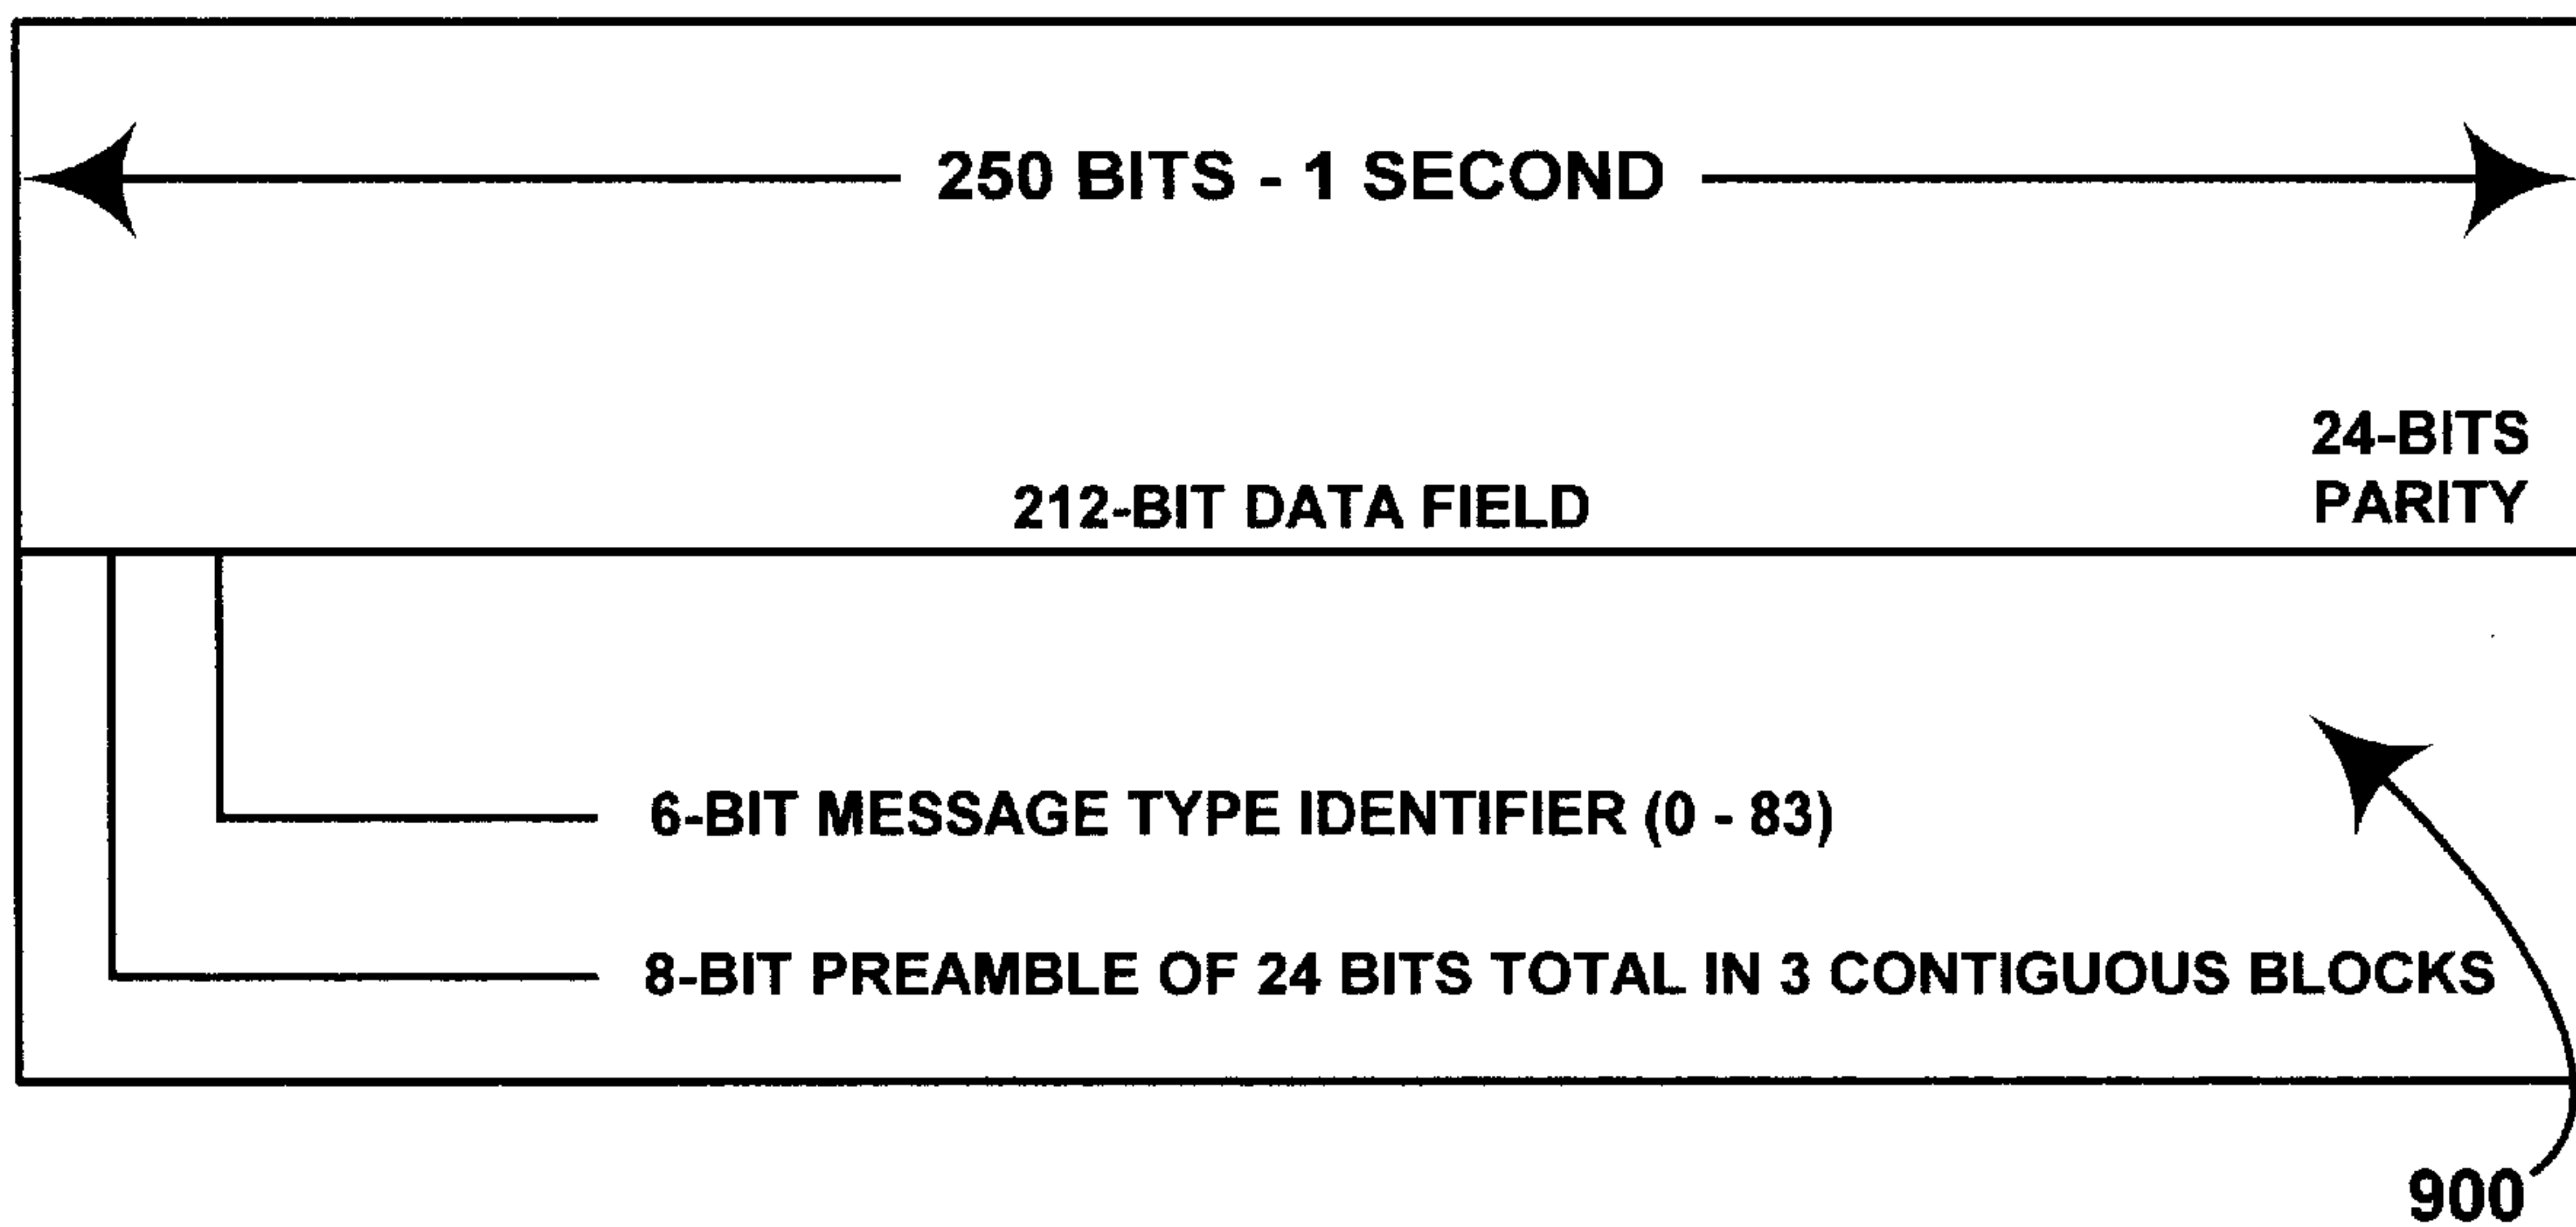 250 BITS - 1 SECOND
24-BITS
PARITY
212-BIT DATA FIELD
6-BIT MESSAGE TYPE IDENTIFIER (0 - 83)
8-BIT PREAMBLE OF 24 BITS TOTAL IN 3 CONTIGUOUS BLOCKS
900